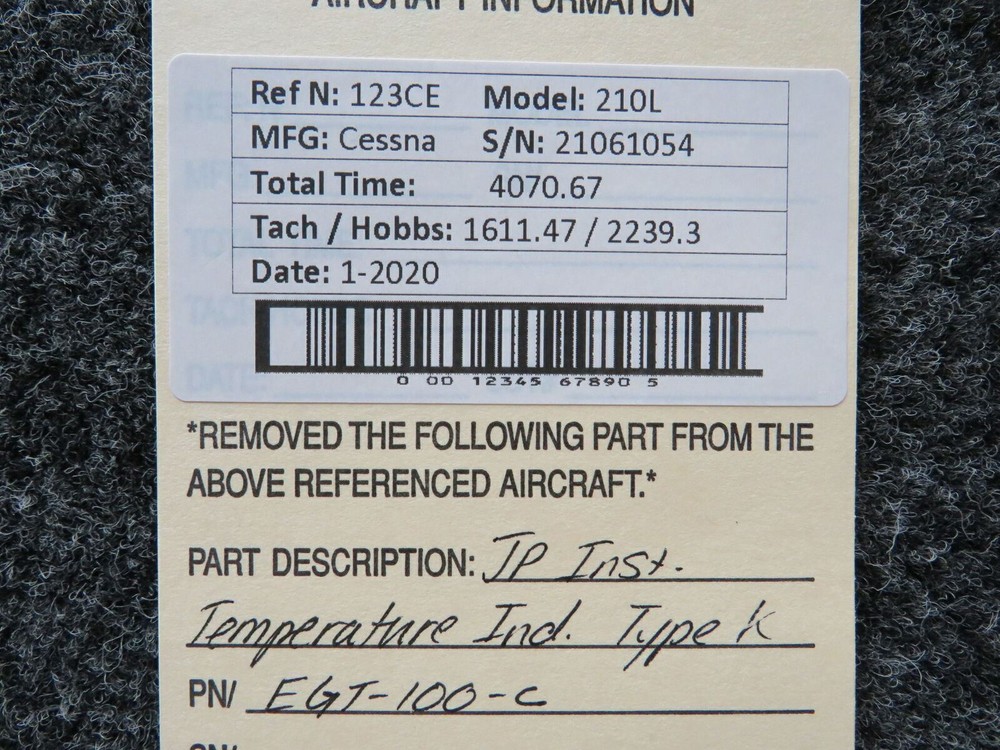 AIRCRAFT INFORMATION
Ref N: 123CE Model: 210L
MFG: Cessna S/N: 21061054
Total Time: 4070.67
Tach / Hobbs: 1611.47 / 2239.3
Date: 1-2020
0 00 12345 67890 5
*REMOVED THE FOLLOWING PART FROM THE
ABOVE REFERENCED AIRCRAFT.*
PART DESCRIPTION: JP Inst.
Temperature Ind. Type K
PN/ EGT-100-C
SN/